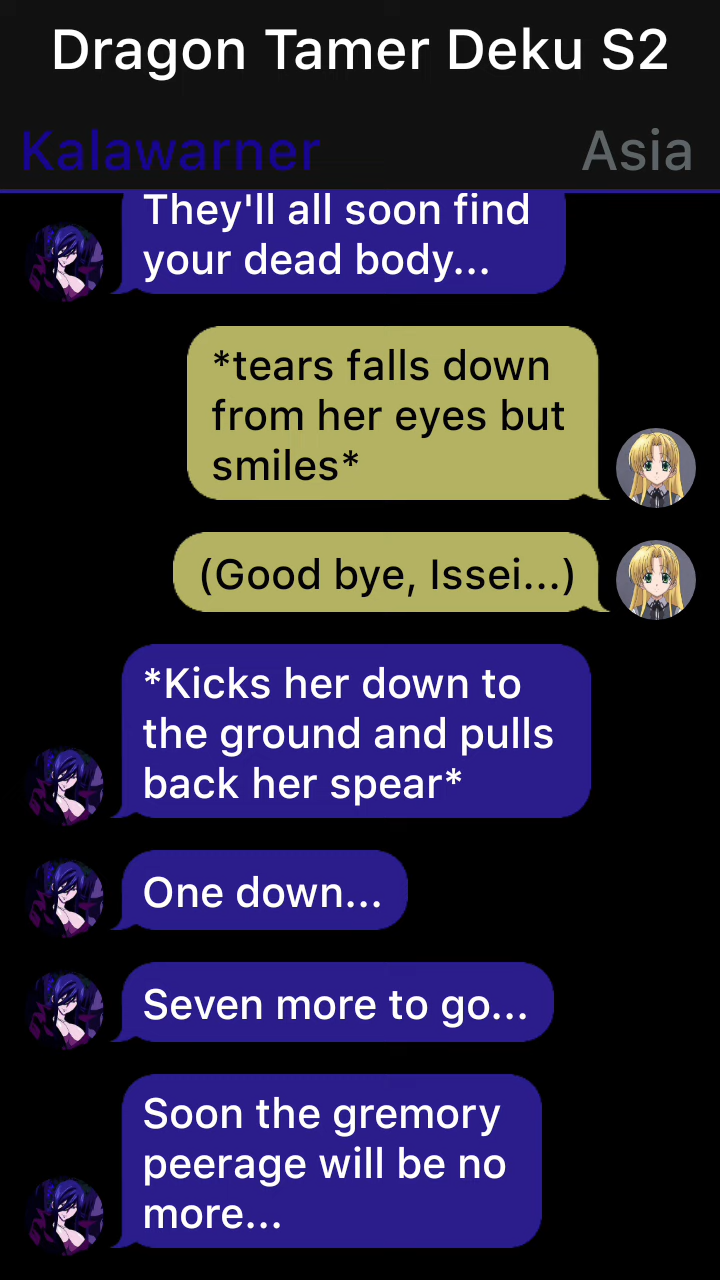 Dragon Tamer Deku S2
Kalawarner
Asia
They'll all soon find
your dead body...
*tears falls down
from her eyes but
smiles*
(Good bye, Issei...)
*Kicks her down to
the ground and pulls
back her spear*
One down...
Seven more to go...
Soon the gremory
peerage will be no
more...